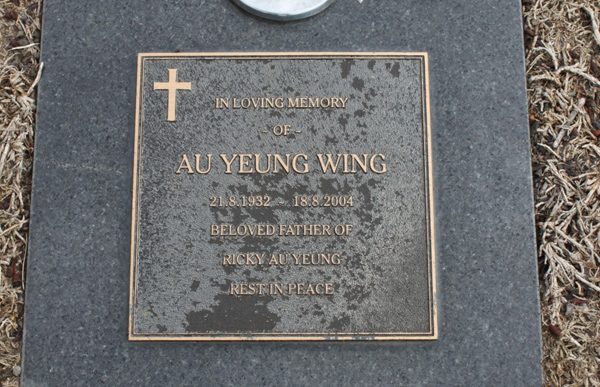 IN LOVING MEMORY
- OF -
AU YEUNG WING
21.8.1932 - 18.8.2004
BELOVED FATHER OF
RICKY AU YEUNG
REST IN PEACE